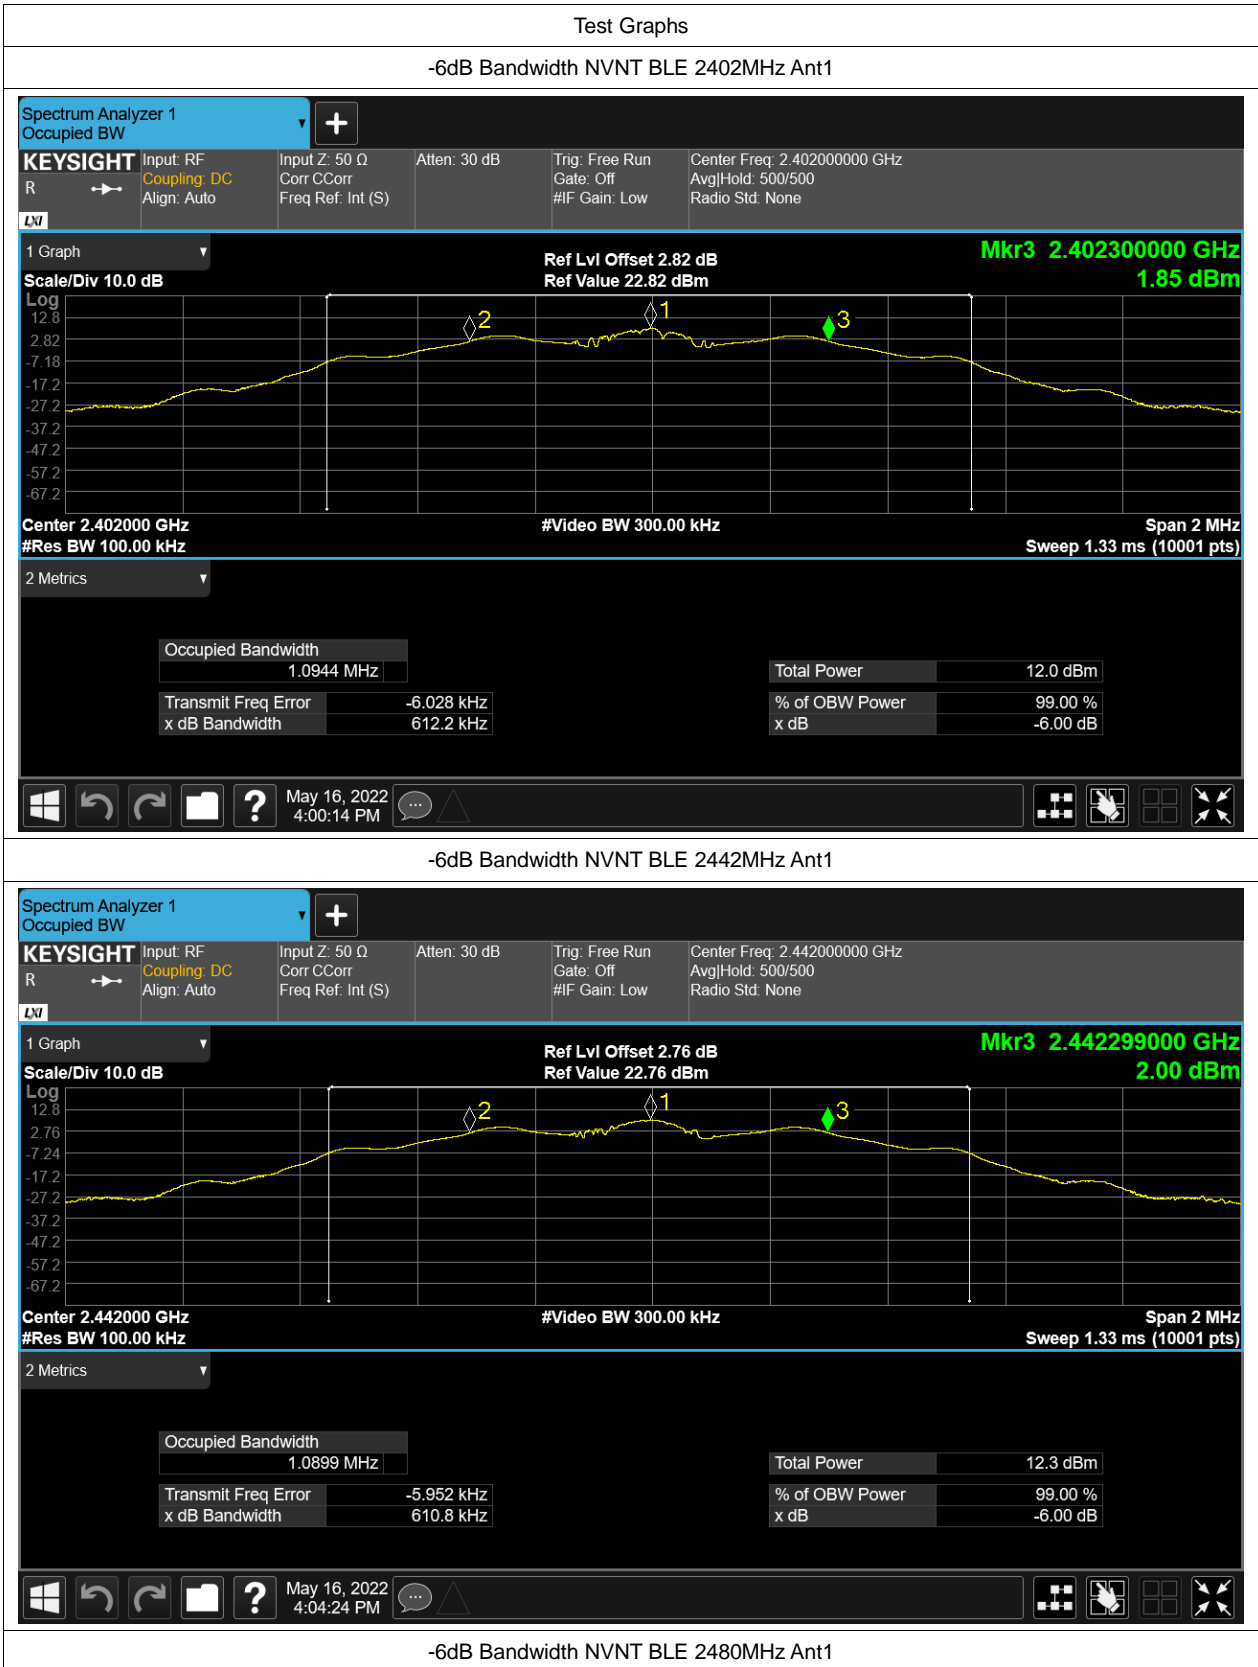 Test Graphs
-6dB Bandwidth NVNT BLE 2402MHz Ant1
Spectrum Analyzer 1
Occupied BW
KEYSIGHT Input: RF Input Z: 50 Ω Atten: 30 dB Trig: Free Run Center Freq: 2.402000000 GHz
R Coupling: DC Corr CCorr Gate: Off Avg|Hold: 500/500
Align: Auto Freq Ref: Int (S) #IF Gain: Low Radio Std: None
LXI
1 Graph Ref Lvl Offset 2.82 dB Mkr3 2.402300000 GHz
Scale/Div 10.0 dB Ref Value 22.82 dBm 1.85 dBm
Log
12.8
2.82
-7.18
-17.2
-27.2
-37.2
-47.2
-57.2
-67.2
2 1 3
Center 2.402000 GHz #Video BW 300.00 kHz Span 2 MHz
#Res BW 100.00 kHz Sweep 1.33 ms (10001 pts)
2 Metrics
Occupied Bandwidth
1.0944 MHz Total Power 12.0 dBm
Transmit Freq Error -6.028 kHz % of OBW Power 99.00 %
x dB Bandwidth 612.2 kHz x dB -6.00 dB
May 16, 2022
4:00:14 PM
-6dB Bandwidth NVNT BLE 2442MHz Ant1
Spectrum Analyzer 1
Occupied BW
KEYSIGHT Input: RF Input Z: 50 Ω Atten: 30 dB Trig: Free Run Center Freq: 2.442000000 GHz
R Coupling: DC Corr CCorr Gate: Off Avg|Hold: 500/500
Align: Auto Freq Ref: Int (S) #IF Gain: Low Radio Std: None
LXI
1 Graph Ref Lvl Offset 2.76 dB Mkr3 2.442299000 GHz
Scale/Div 10.0 dB Ref Value 22.76 dBm 2.00 dBm
Log
12.8
2.76
-7.24
-17.2
-27.2
-37.2
-47.2
-57.2
-67.2
2 1 3
Center 2.442000 GHz #Video BW 300.00 kHz Span 2 MHz
#Res BW 100.00 kHz Sweep 1.33 ms (10001 pts)
2 Metrics
Occupied Bandwidth
1.0899 MHz Total Power 12.3 dBm
Transmit Freq Error -5.952 kHz % of OBW Power 99.00 %
x dB Bandwidth 610.8 kHz x dB -6.00 dB
May 16, 2022
4:04:24 PM
-6dB Bandwidth NVNT BLE 2480MHz Ant1